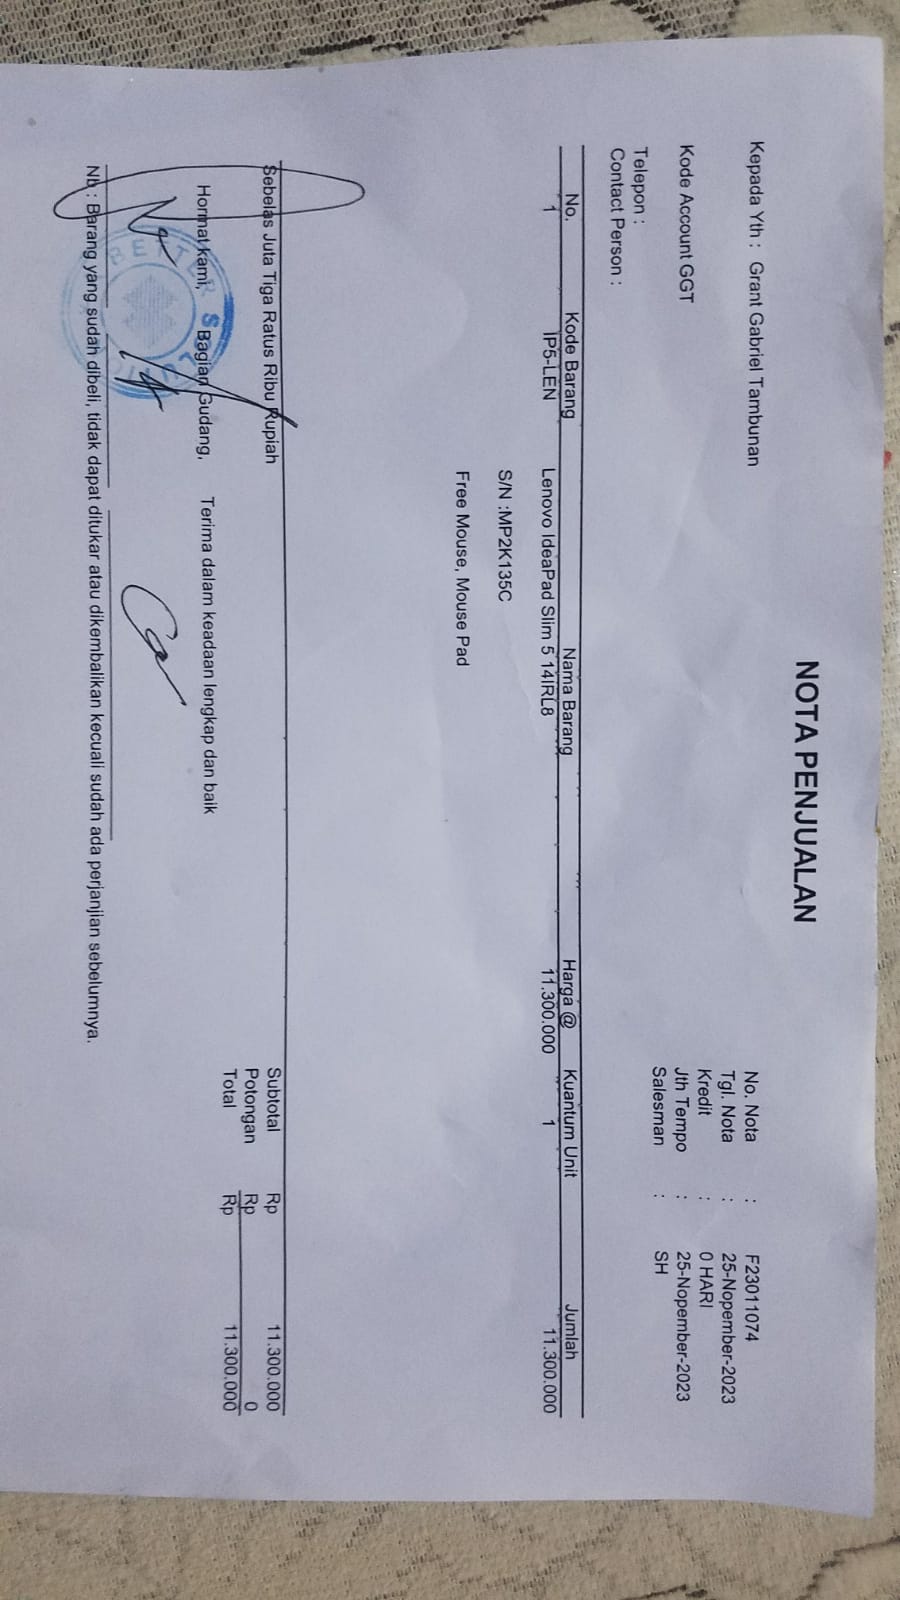 NOTA PENJUALAN
Kepada Yth : Grant Gabriel Tambunan
No. Nota : F23011074
Tgl. Nota : 25-Nopember-2023
Kode Account GGT
Kredit : 0 HARI
Jth Tempo : 25-Nopember-2023
Telepon :
Salesman : SH
Contact Person :
No. Kode Barang Nama Barang Harga @ Kuantum Unit Jumlah
1 IP5-LEN Lenovo IdeaPad Slim 5 14IRL8 11.300.000 1 11.300.000
S/N :MP2K135C
Free Mouse, Mouse Pad
Sebelas Juta Tiga Ratus Ribu Rupiah
Subtotal Rp 11.300.000
Potongan Rp 0
Total Rp 11.300.000
Hormat kami, Bagian Gudang, Terima dalam keadaan lengkap dan baik
BETTER
Nb : Barang yang sudah dibeli, tidak dapat ditukar atau dikembalikan kecuali sudah ada perjanjian sebelumnya.